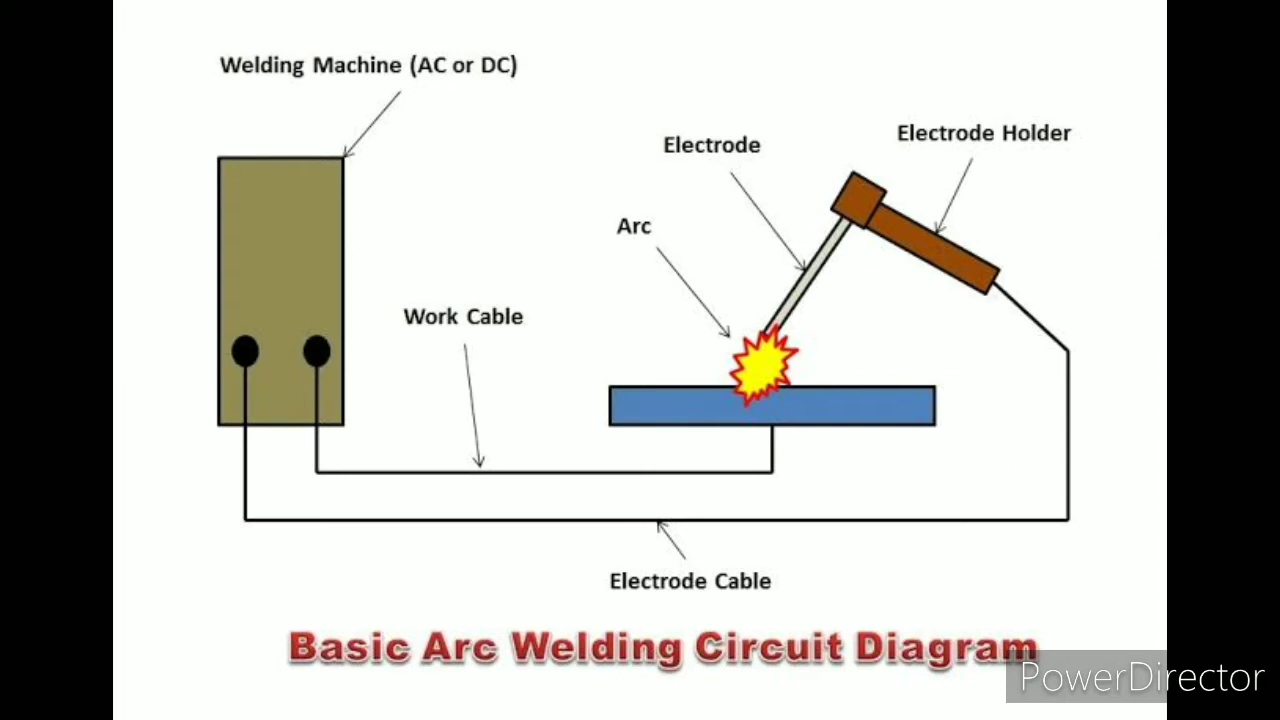 Welding Machine (AC or DC)
Electrode Holder
Electrode
Arc
Work Cable
Electrode Cable
Basic Arc Welding Circuit Diagram
PowerDirector